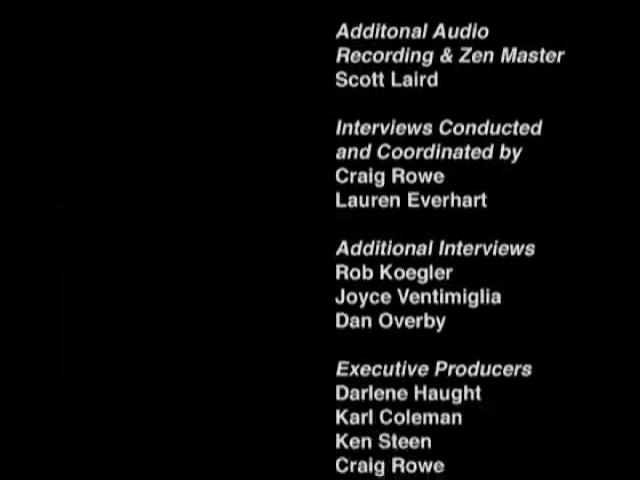 Additonal Audio
Recording & Zen Master
Scott Laird
Interviews Conducted
and Coordinated by
Craig Rowe
Lauren Everhart
Additional Interviews
Rob Koegler
Joyce Ventimiglia
Dan Overby
Executive Producers
Darlene Haught
Karl Coleman
Ken Steen
Craig Rowe